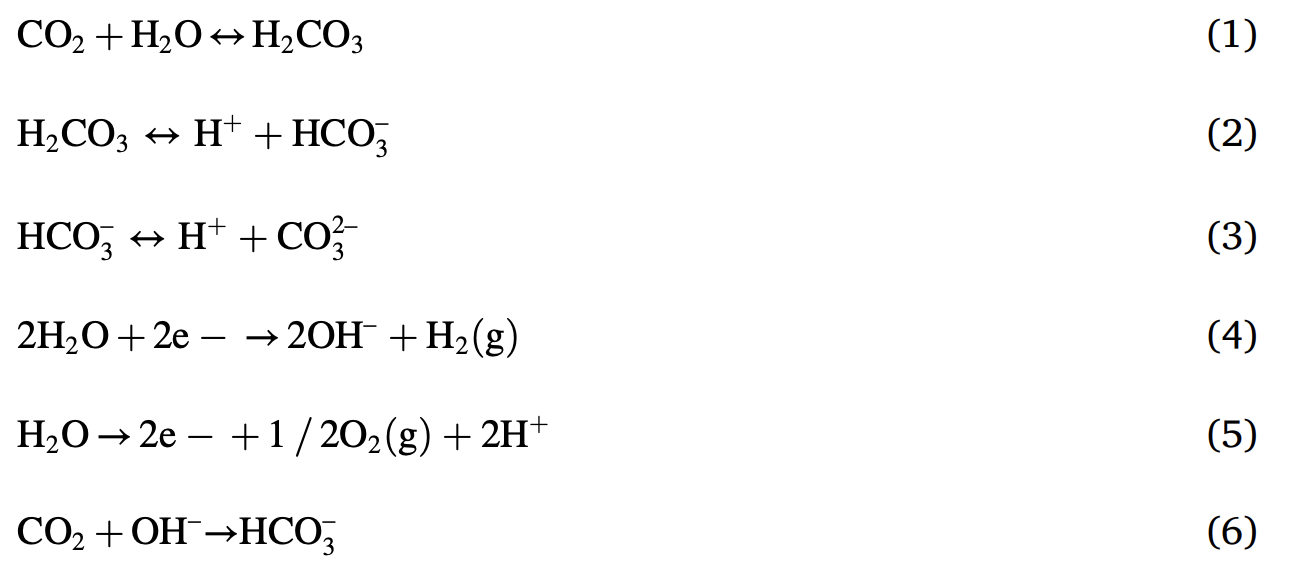 CO₂ + H₂O ↔ H₂CO₃ (1)
H₂CO₃ ↔ H⁺ + HCO₃⁻ (2)
HCO₃⁻ ↔ H⁺ + CO₃²⁻ (3)
2H₂O + 2e − → 2OH⁻ + H₂(g) (4)
H₂O → 2e − + 1 / 2O₂(g) + 2H⁺ (5)
CO₂ + OH⁻→HCO₃⁻ (6)